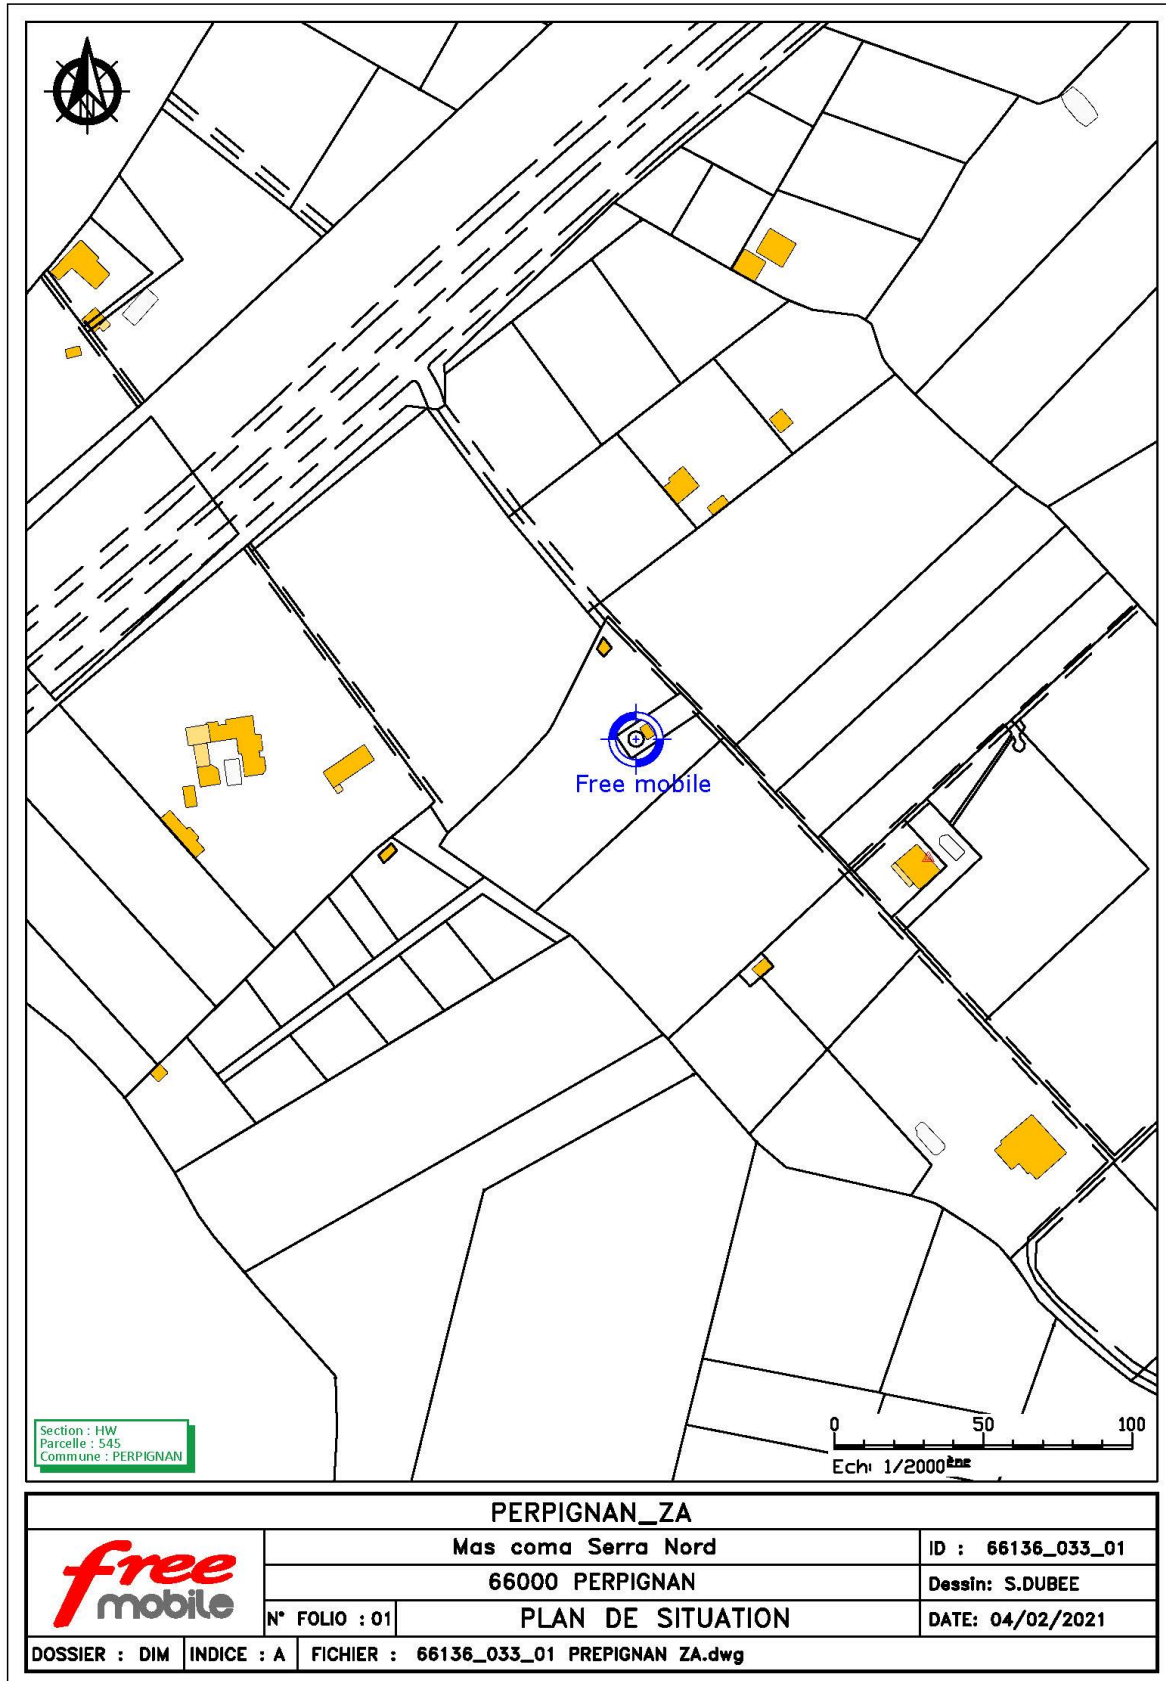 N
Free mobile
Section : HW
Parcelle : 545
Commune : PERPIGNAN
0 50 100
Ech: 1/2000ème
PERPIGNAN_ZA
free mobile
Mas coma Serra Nord
ID : 66136_033_01
66000 PERPIGNAN
Dessin: S.DUBEE
N° FOLIO : 01
PLAN DE SITUATION
DATE: 04/02/2021
DOSSIER : DIM
INDICE : A
FICHIER : 66136_033_01 PREPIGNAN ZA.dwg